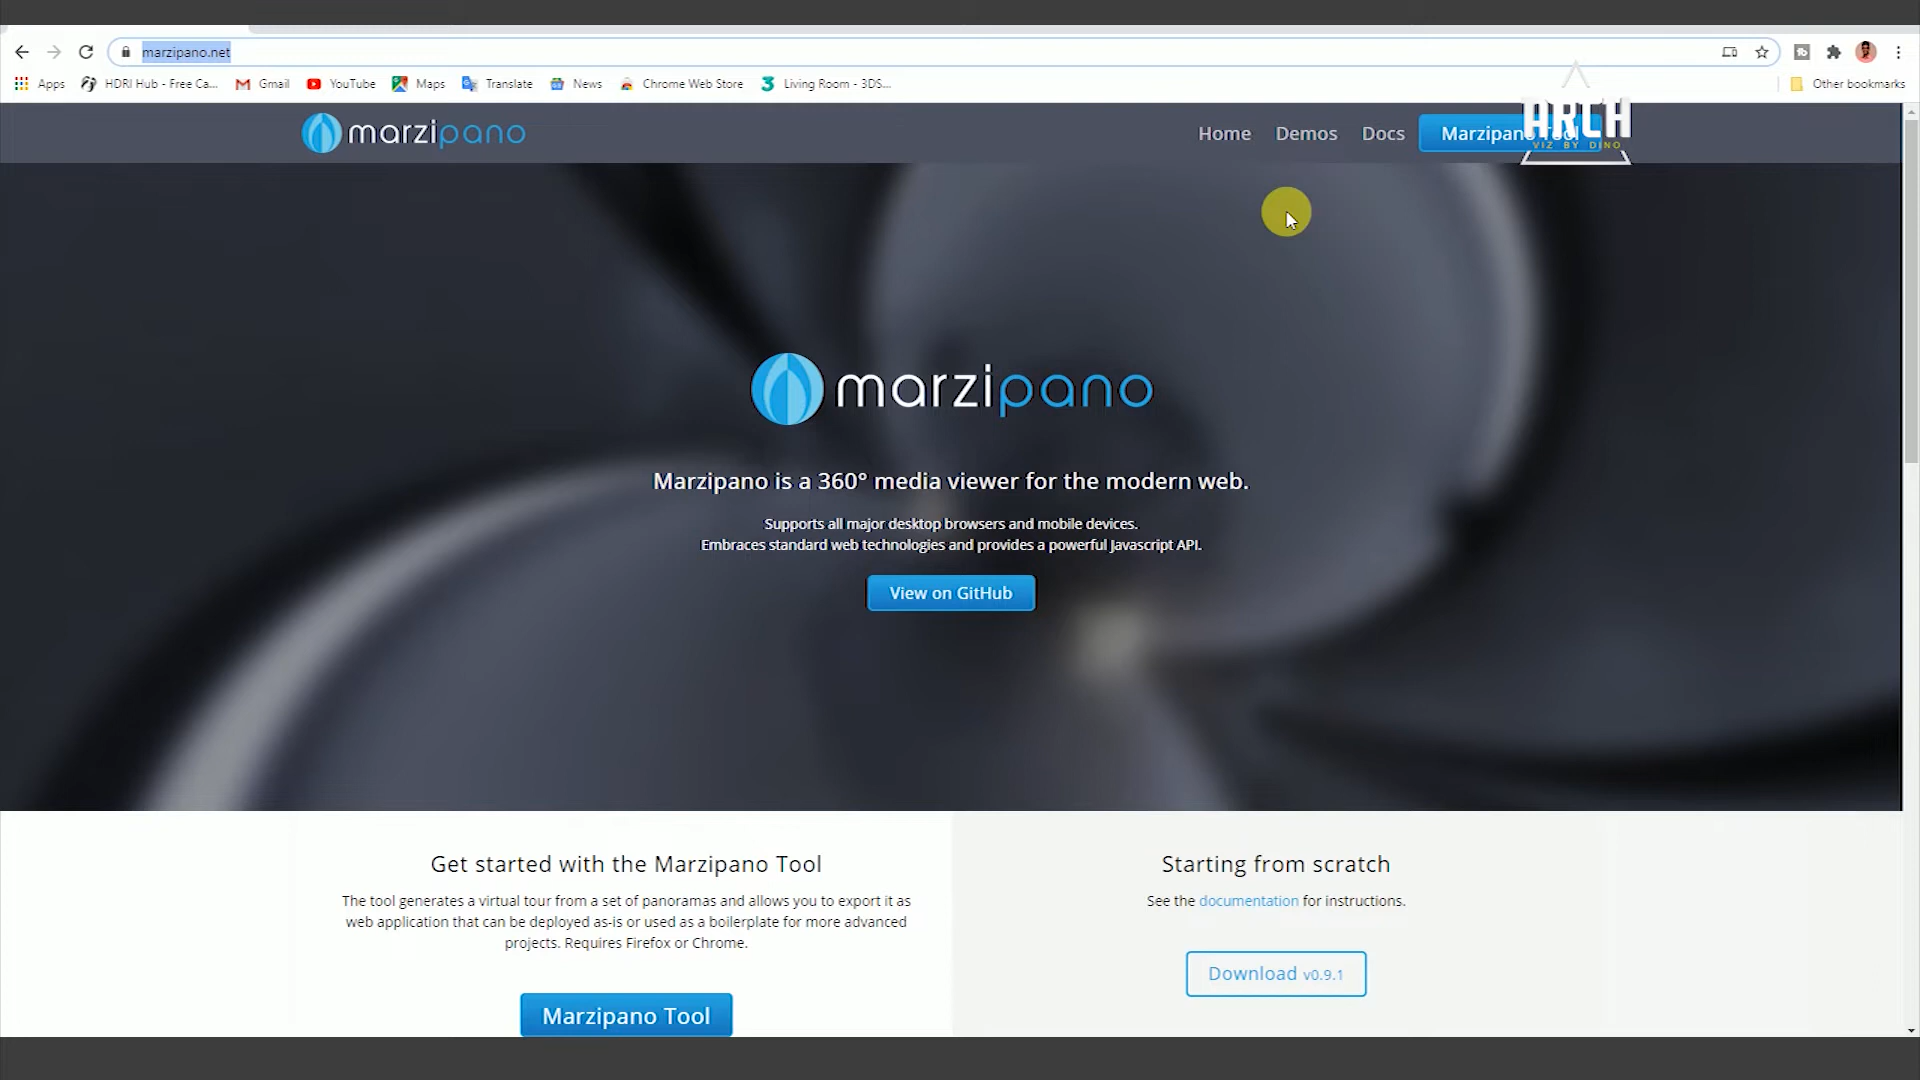 marzipano.net
Apps HDRI Hub - Free Ca... Gmail YouTube Maps Translate News Chrome Web Store Living Room - 3DS... Other bookmarks
marzipano Home Demos Docs Marzipano Tool
ARCH
VIZ BY DINO
marzipano
Marzipano is a 360° media viewer for the modern web.
Supports all major desktop browsers and mobile devices.
Embraces standard web technologies and provides a powerful Javascript API.
View on GitHub
Get started with the Marzipano Tool
The tool generates a virtual tour from a set of panoramas and allows you to export it as
web application that can be deployed as-is or used as a boilerplate for more advanced
projects. Requires Firefox or Chrome.
Marzipano Tool
Starting from scratch
See the documentation for instructions.
Download v0.9.1